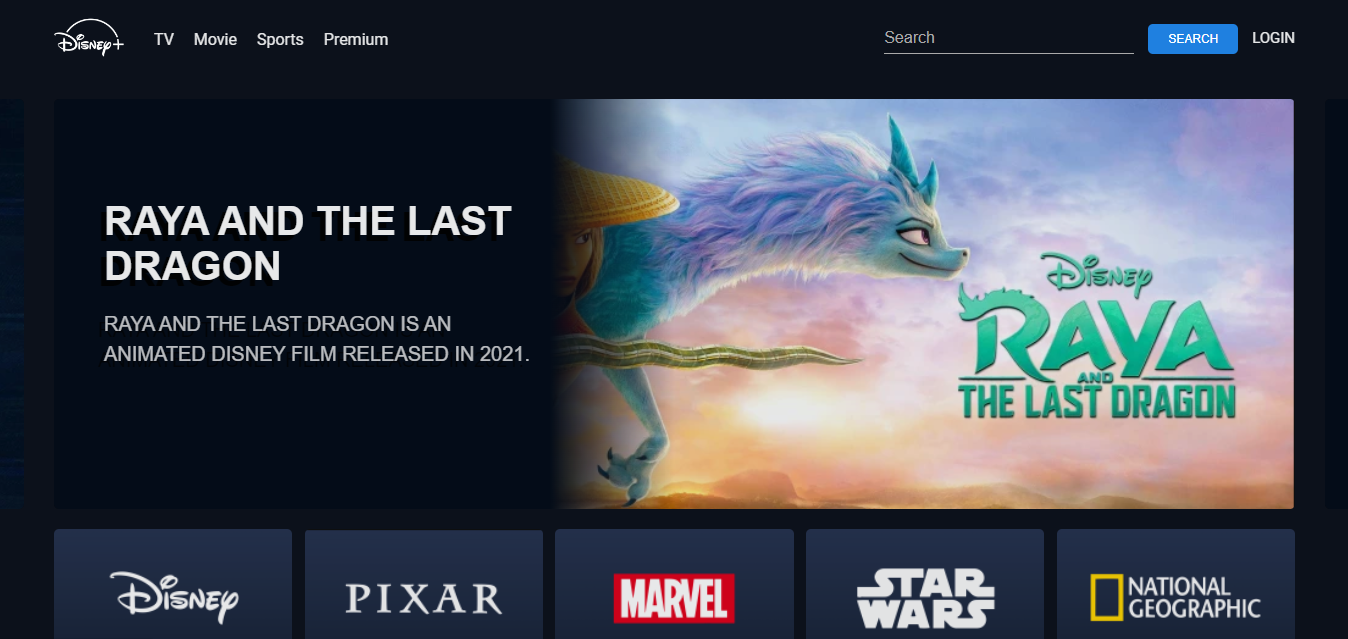 Disney+
TV Movie Sports Premium
Search
SEARCH
LOGIN
RAYA AND THE LAST
DRAGON
RAYA AND THE LAST DRAGON IS AN
ANIMATED DISNEY FILM RELEASED IN 2021.
Disney
RAYA
AND
THE LAST DRAGON
Disney
PIXAR
MARVEL
STAR
WARS
NATIONAL
GEOGRAPHIC